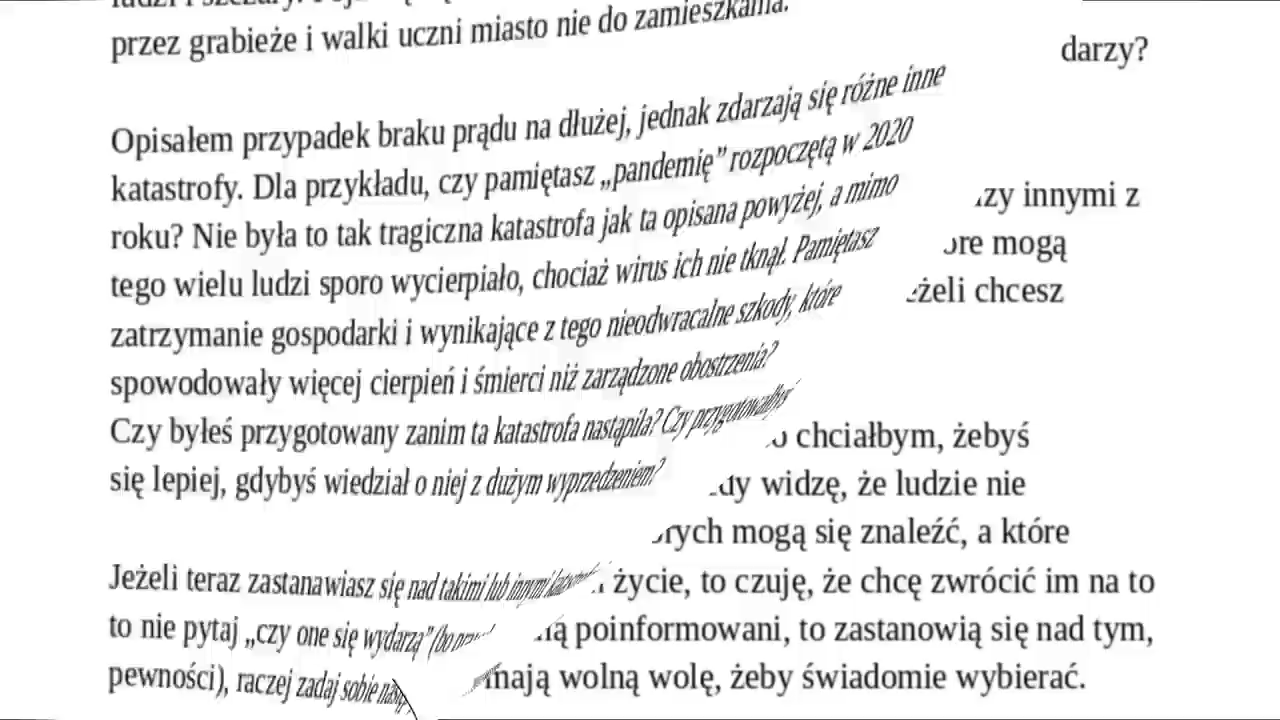 przez grabieże i walki uczni miasto nie do zamieszkania.
darzy?
Opisałem przypadek braku prądu na dłużej, jednak zdarzają się różne inne
katastrofy. Dla przykładu, czy pamiętasz „pandemię” rozpoczętą w 2020
roku? Nie była to tak tragiczna katastrofa jak ta opisana powyżej, a mimo
zy innymi z
tego wielu ludzi sporo wycierpiało, chociaż wirus ich nie tknął. Pamiętasz
mogą
zatrzymanie gospodarki i wynikające z tego nieodwracalne szkody, które
żeli chcesz
spowodowały więcej cierpień i śmierci niż zarządzone obostrzenia?
Czy byłeś przygotowany zanim ta katastrofa nastąpiła? Czy przygotowałbyś
chciałbym, żebyś
się lepiej, gdybyś wiedział o niej z dużym wyprzedzeniem?
widzę, że ludzie nie
rych mogą się znaleźć, a które
Jeżeli teraz zastanawiasz się nad takimi lub innymi
życie, to czuję, że chcę zwrócić im na to
to nie pytaj „czy one się wydarzą” (bo
poinformowani, to zastanowią się nad tym,
pewności), raczej zadaj sobie
mają wolną wolę, żeby świadomie wybierać.